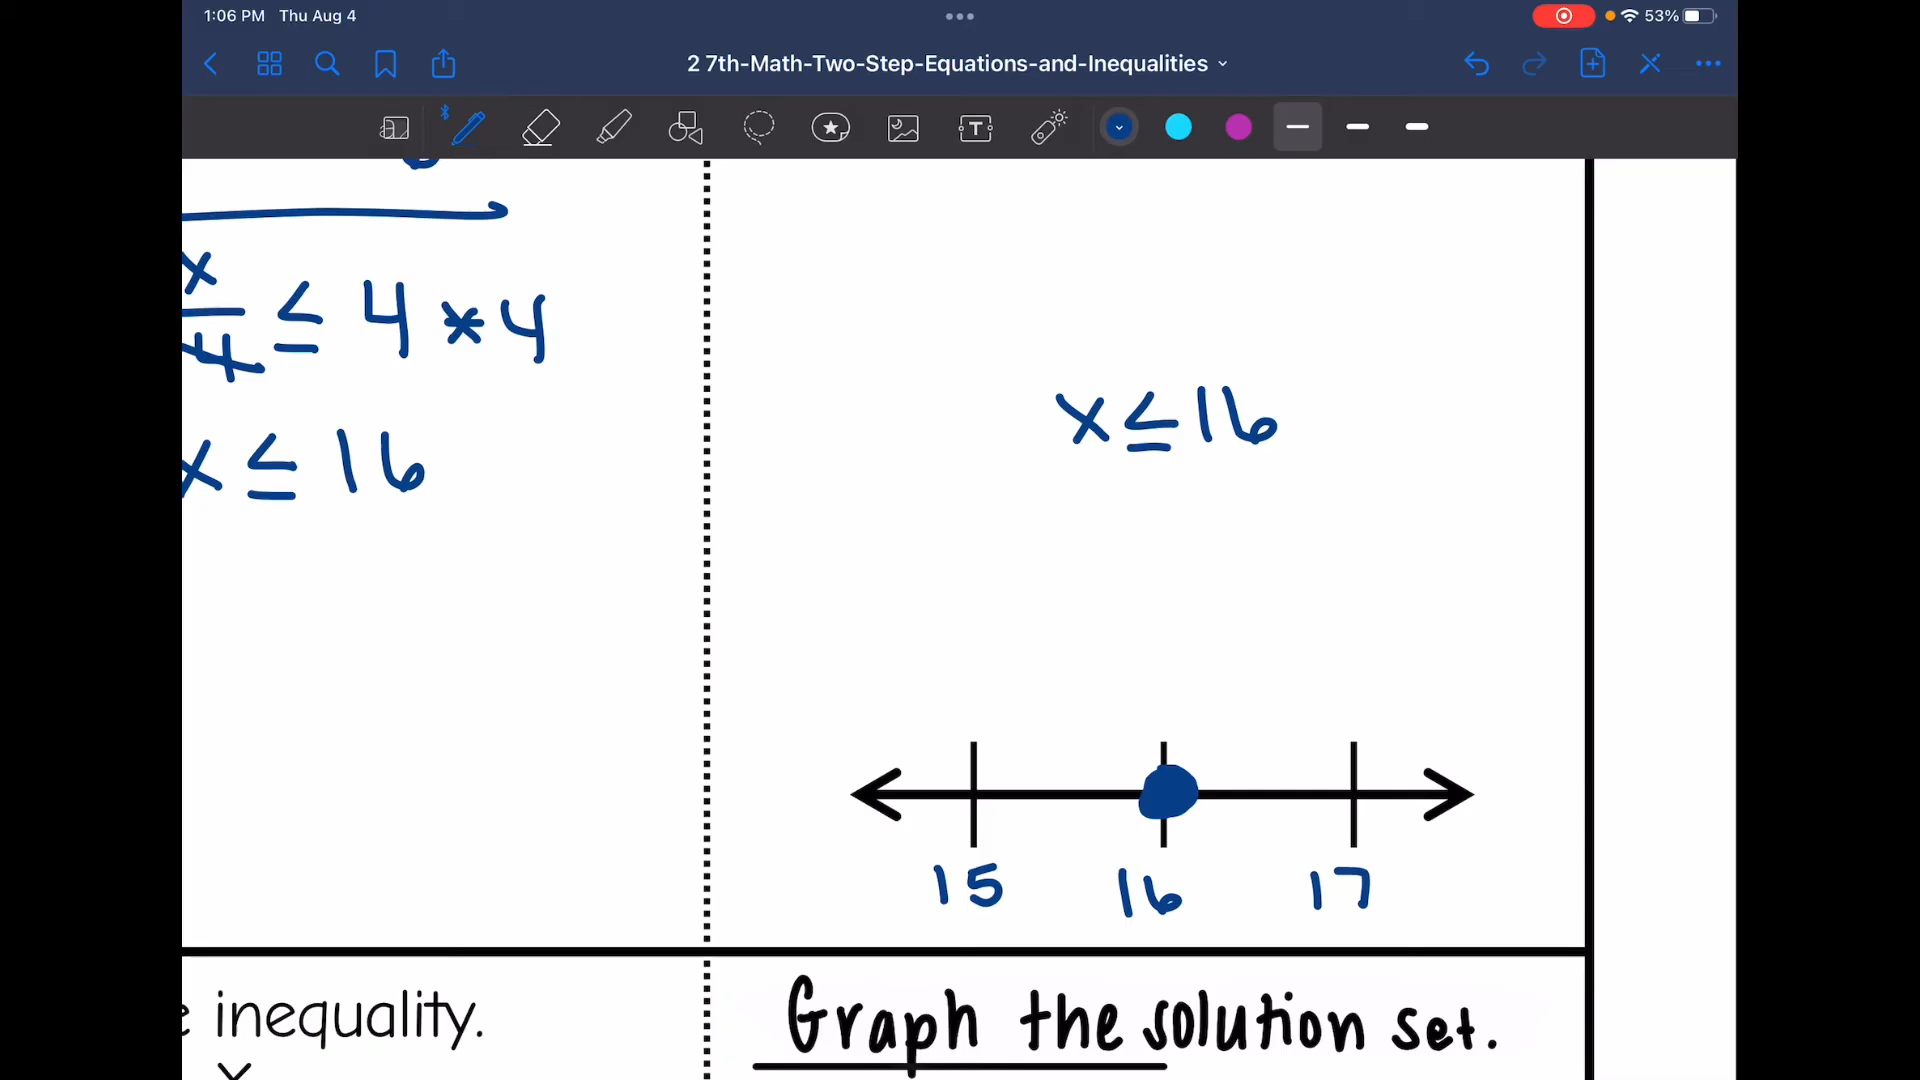 1:06 PM Thu Aug 4
53%
2 7th-Math-Two-Step-Equations-and-Inequalities
T
x
4 ≤ 4 * 4
x ≤ 16
x ≤ 16
15 16 17
inequality.
Graph the solution set.